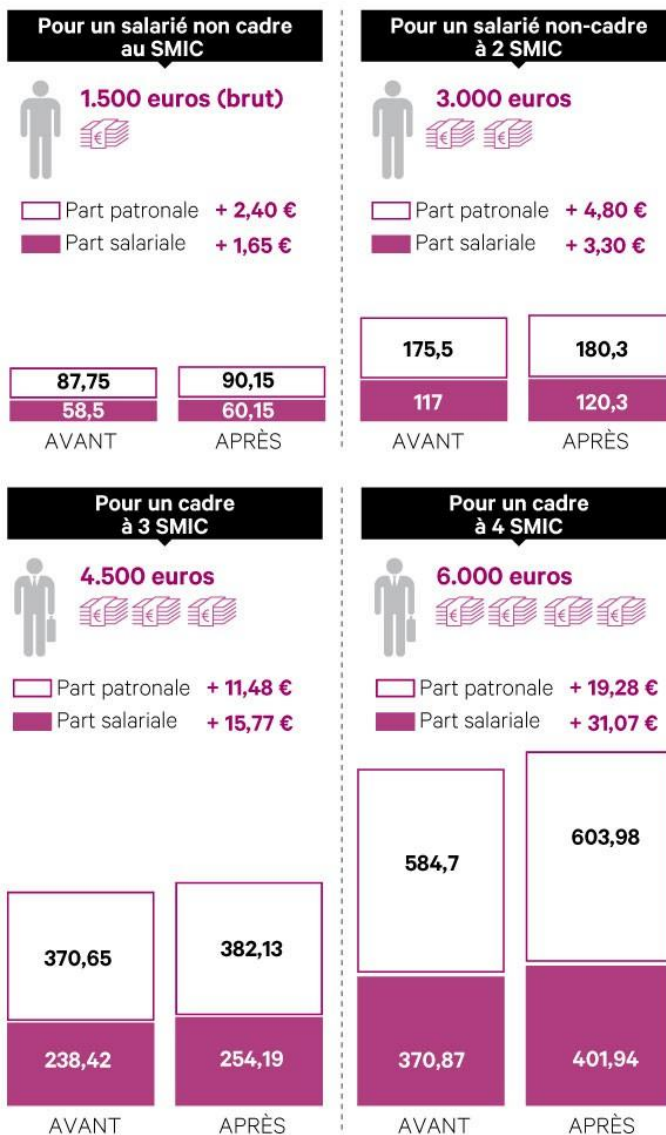 Pour un salarié non cadre
au SMIC
1.500 euros (brut)
€
Part patronale + 2,40 €
Part salariale + 1,65 €
87,75 90,15
58,5 60,15
AVANT APRÈS
Pour un salarié non-cadre
à 2 SMIC
3.000 euros
€ €
Part patronale + 4,80 €
Part salariale + 3,30 €
175,5 180,3
117 120,3
AVANT APRÈS
Pour un cadre
à 3 SMIC
4.500 euros
€ € €
Part patronale + 11,48 €
Part salariale + 15,77 €
370,65 382,13
238,42 254,19
AVANT APRÈS
Pour un cadre
à 4 SMIC
6.000 euros
€ € € €
Part patronale + 19,28 €
Part salariale + 31,07 €
584,7 603,98
370,87 401,94
AVANT APRÈS